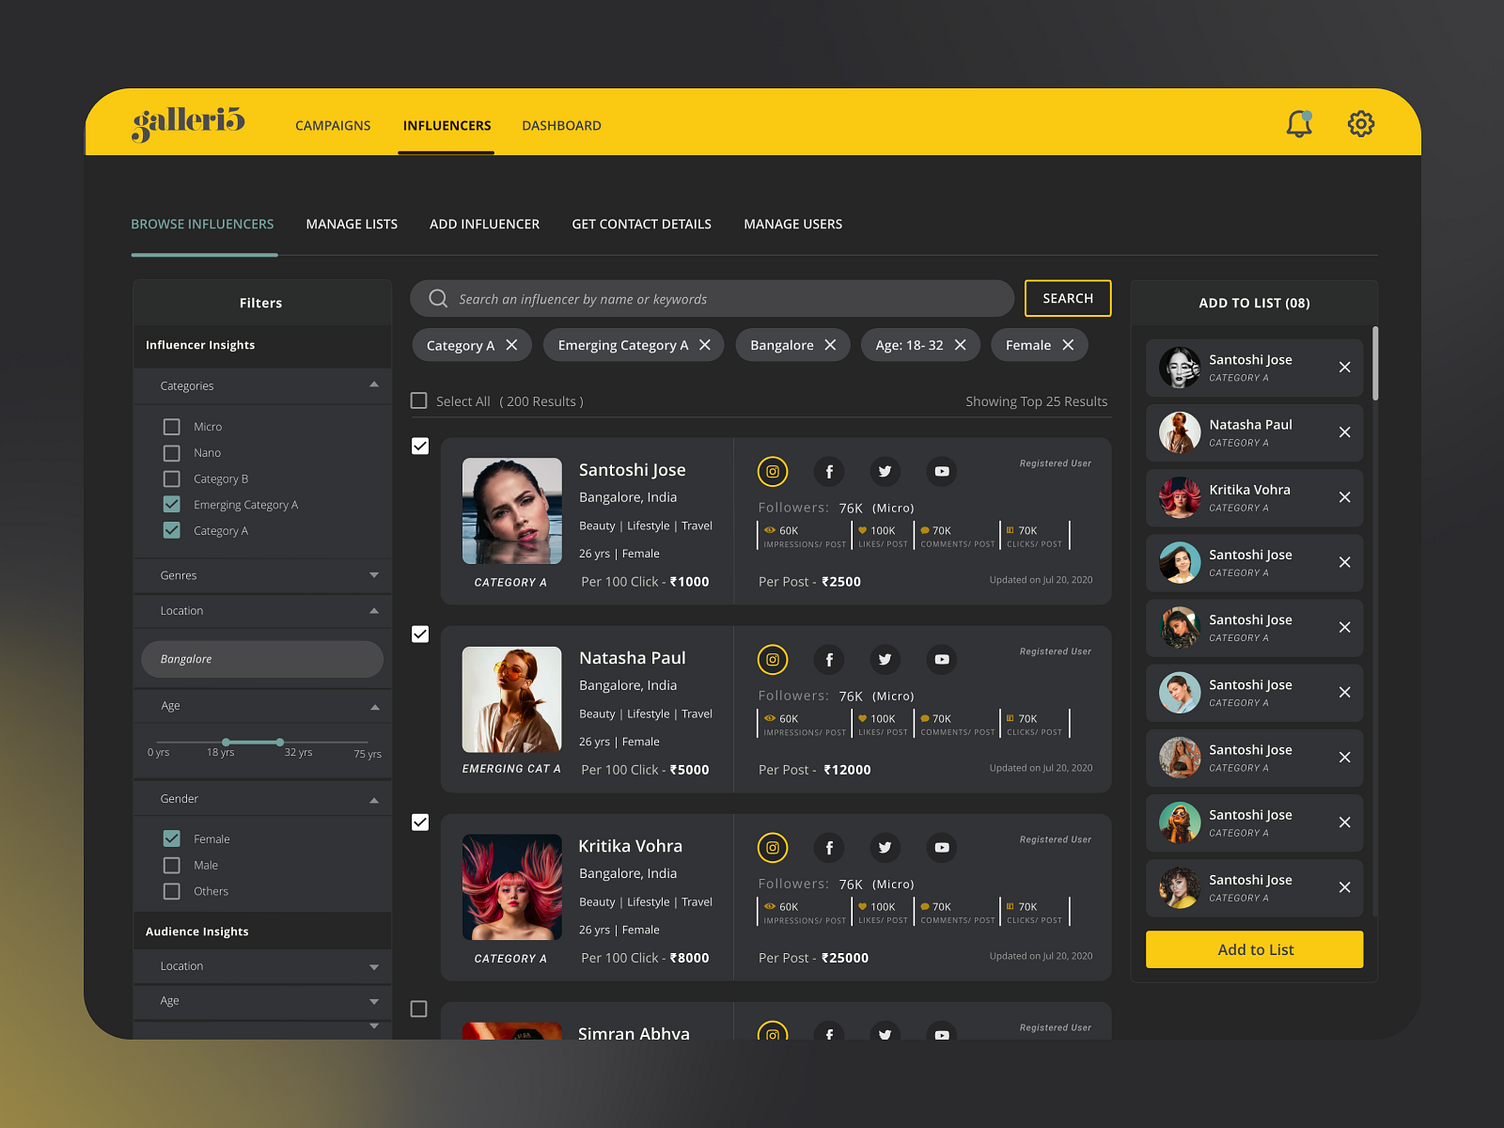 galleri5
CAMPAIGNS
INFLUENCERS
DASHBOARD
BROWSE INFLUENCERS
MANAGE LISTS
ADD INFLUENCER
GET CONTACT DETAILS
MANAGE USERS
Filters
Influencer Insights
Categories
Micro
Nano
Category B
Emerging Category A
Category A
Genres
Location
Bangalore
Age
0 yrs
18 yrs
32 yrs
75 yrs
Gender
Female
Male
Others
Audience Insights
Location
Age
Search an influencer by name or keywords
SEARCH
Category A
Emerging Category A
Bangalore
Age: 18- 32
Female
Select All ( 200 Results )
Showing Top 25 Results
Santoshi Jose
Bangalore, India
Beauty | Lifestyle | Travel
26 yrs | Female
CATEGORY A
Per 100 Click - ₹1000
Registered User
Followers: 76K (Micro)
60K
IMPRESSIONS/ POST
100K
LIKES/ POST
70K
COMMENTS/ POST
70K
CLICKS/ POST
Per Post - ₹2500
Updated on Jul 20, 2020
Natasha Paul
Bangalore, India
Beauty | Lifestyle | Travel
26 yrs | Female
EMERGING CAT A
Per 100 Click - ₹5000
Registered User
Followers: 76K (Micro)
60K
IMPRESSIONS/ POST
100K
LIKES/ POST
70K
COMMENTS/ POST
70K
CLICKS/ POST
Per Post - ₹12000
Updated on Jul 20, 2020
Kritika Vohra
Bangalore, India
Beauty | Lifestyle | Travel
26 yrs | Female
CATEGORY A
Per 100 Click - ₹8000
Registered User
Followers: 76K (Micro)
60K
IMPRESSIONS/ POST
100K
LIKES/ POST
70K
COMMENTS/ POST
70K
CLICKS/ POST
Per Post - ₹25000
Updated on Jul 20, 2020
Simran Abhya
Registered User
ADD TO LIST (08)
Santoshi Jose
CATEGORY A
Natasha Paul
CATEGORY A
Kritika Vohra
CATEGORY A
Santoshi Jose
CATEGORY A
Santoshi Jose
CATEGORY A
Santoshi Jose
CATEGORY A
Santoshi Jose
CATEGORY A
Santoshi Jose
CATEGORY A
Santoshi Jose
CATEGORY A
Add to List